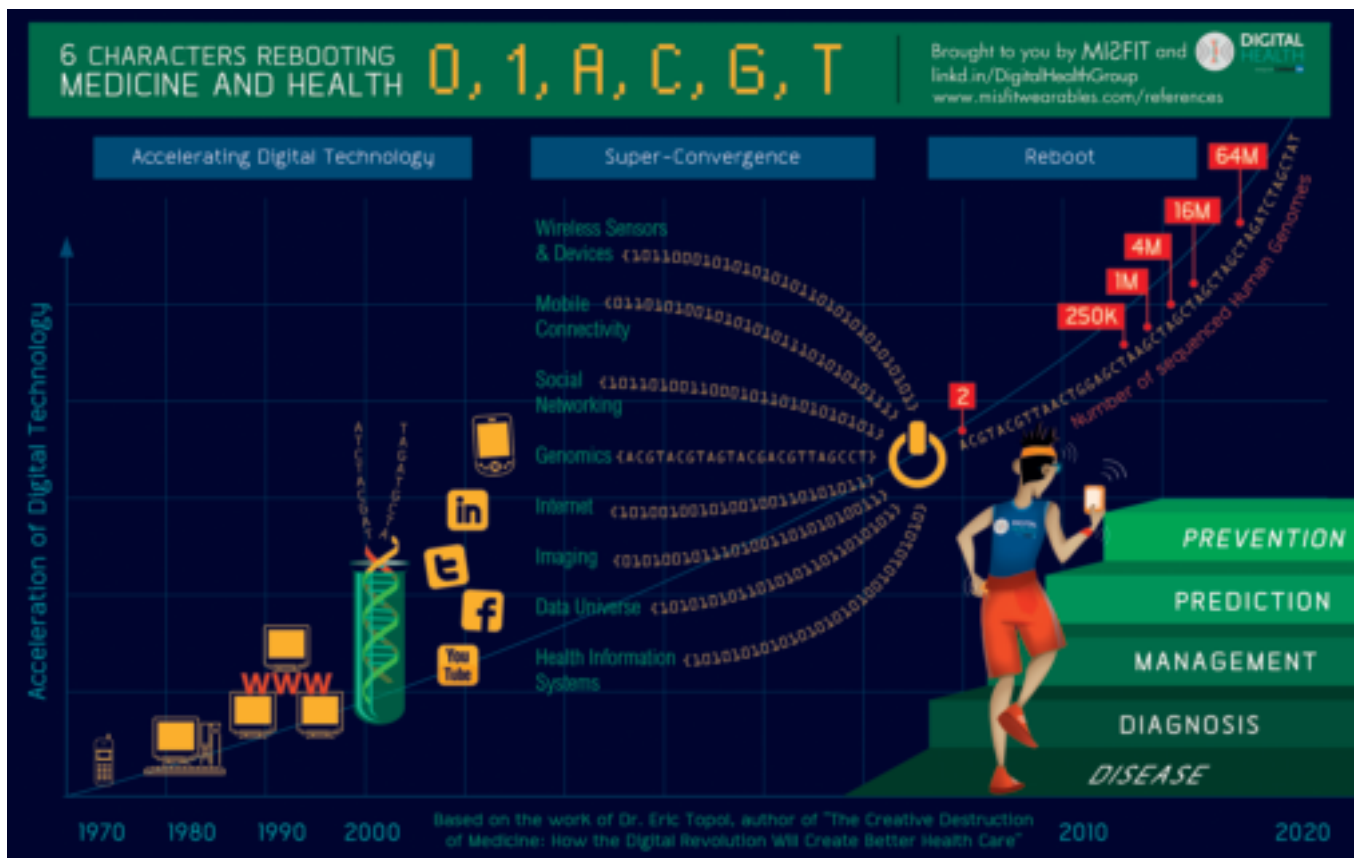 6 CHARACTERS REBOOTING
MEDICINE AND HEALTH
0, 1, A, C, G, T
Brought to you by MISFIT and
linkd.in/DigitalHealthGroup
www.misfitwearables.com/references
DIGITAL
HEALTH
Accelerating Digital Technology
Super-Convergence
Reboot
Acceleration of Digital Technology
WWW
in
f
You
Tube
Wireless Sensors
& Devices
Mobile
Connectivity
Social
Networking
Genomics {ACGTACGTAGTACGACGTTAGCCT}
Internet
Imaging
Data Universe
Health Information
Systems
2
250K
1M
4M
16M
64M
Number of sequenced Human Genomes
DIGITAL
PREVENTION
PREDICTION
MANAGEMENT
DIAGNOSIS
DISEASE
1970
1980
1990
2000
Based on the work of Dr. Eric Topol, author of "The Creative Destruction
of Medicine: How the Digital Revolution Will Create Better Health Care"
2010
2020